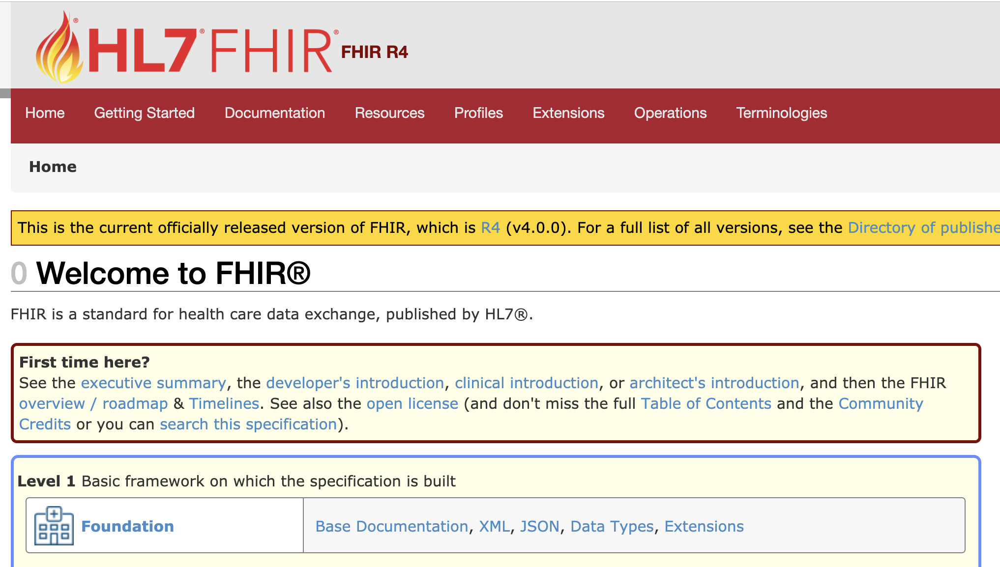 HL7® FHIR® FHIR R4
Home Getting Started Documentation Resources Profiles Extensions Operations Terminologies
Home
This is the current officially released version of FHIR, which is R4 (v4.0.0). For a full list of all versions, see the Directory of publishe
0 Welcome to FHIR®
FHIR is a standard for health care data exchange, published by HL7®.
First time here?
See the executive summary, the developer's introduction, clinical introduction, or architect's introduction, and then the FHIR
overview / roadmap & Timelines. See also the open license (and don't miss the full Table of Contents and the Community
Credits or you can search this specification).
Level 1 Basic framework on which the specification is built
Foundation Base Documentation, XML, JSON, Data Types, Extensions